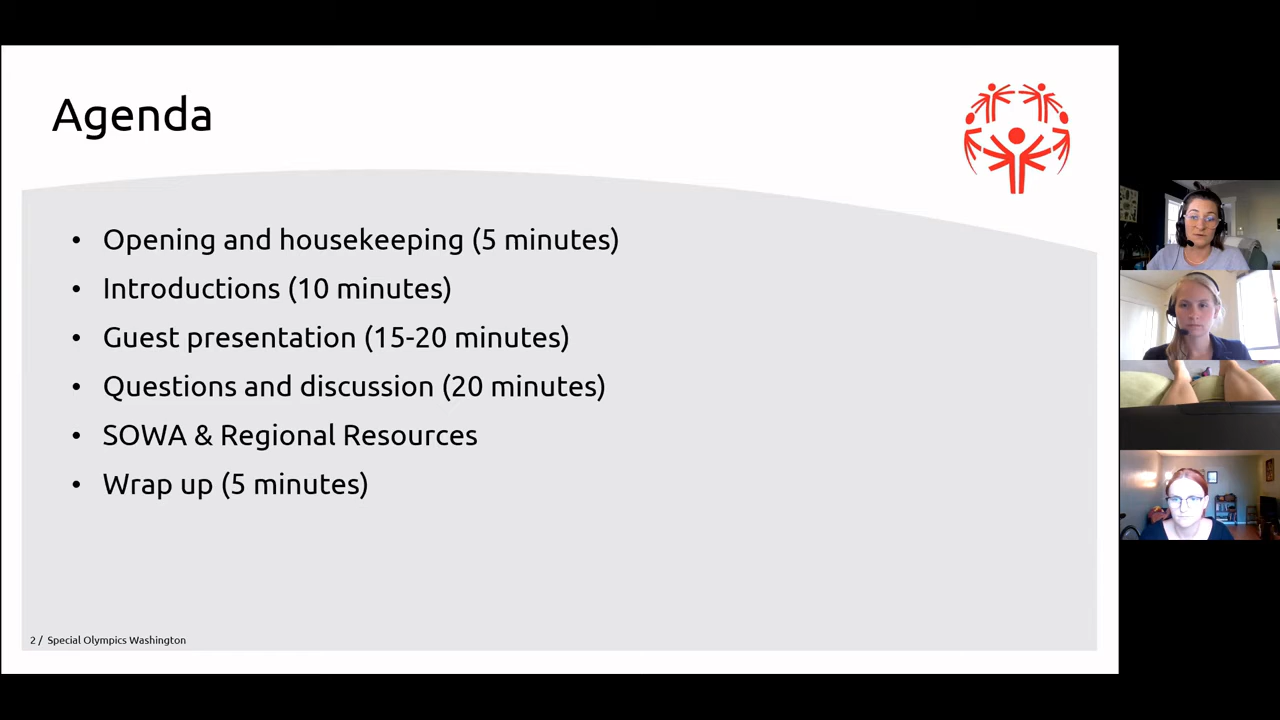 Agenda
• Opening and housekeeping (5 minutes)
• Introductions (10 minutes)
• Guest presentation (15-20 minutes)
• Questions and discussion (20 minutes)
• SOWA & Regional Resources
• Wrap up (5 minutes)
2 / Special Olympics Washington